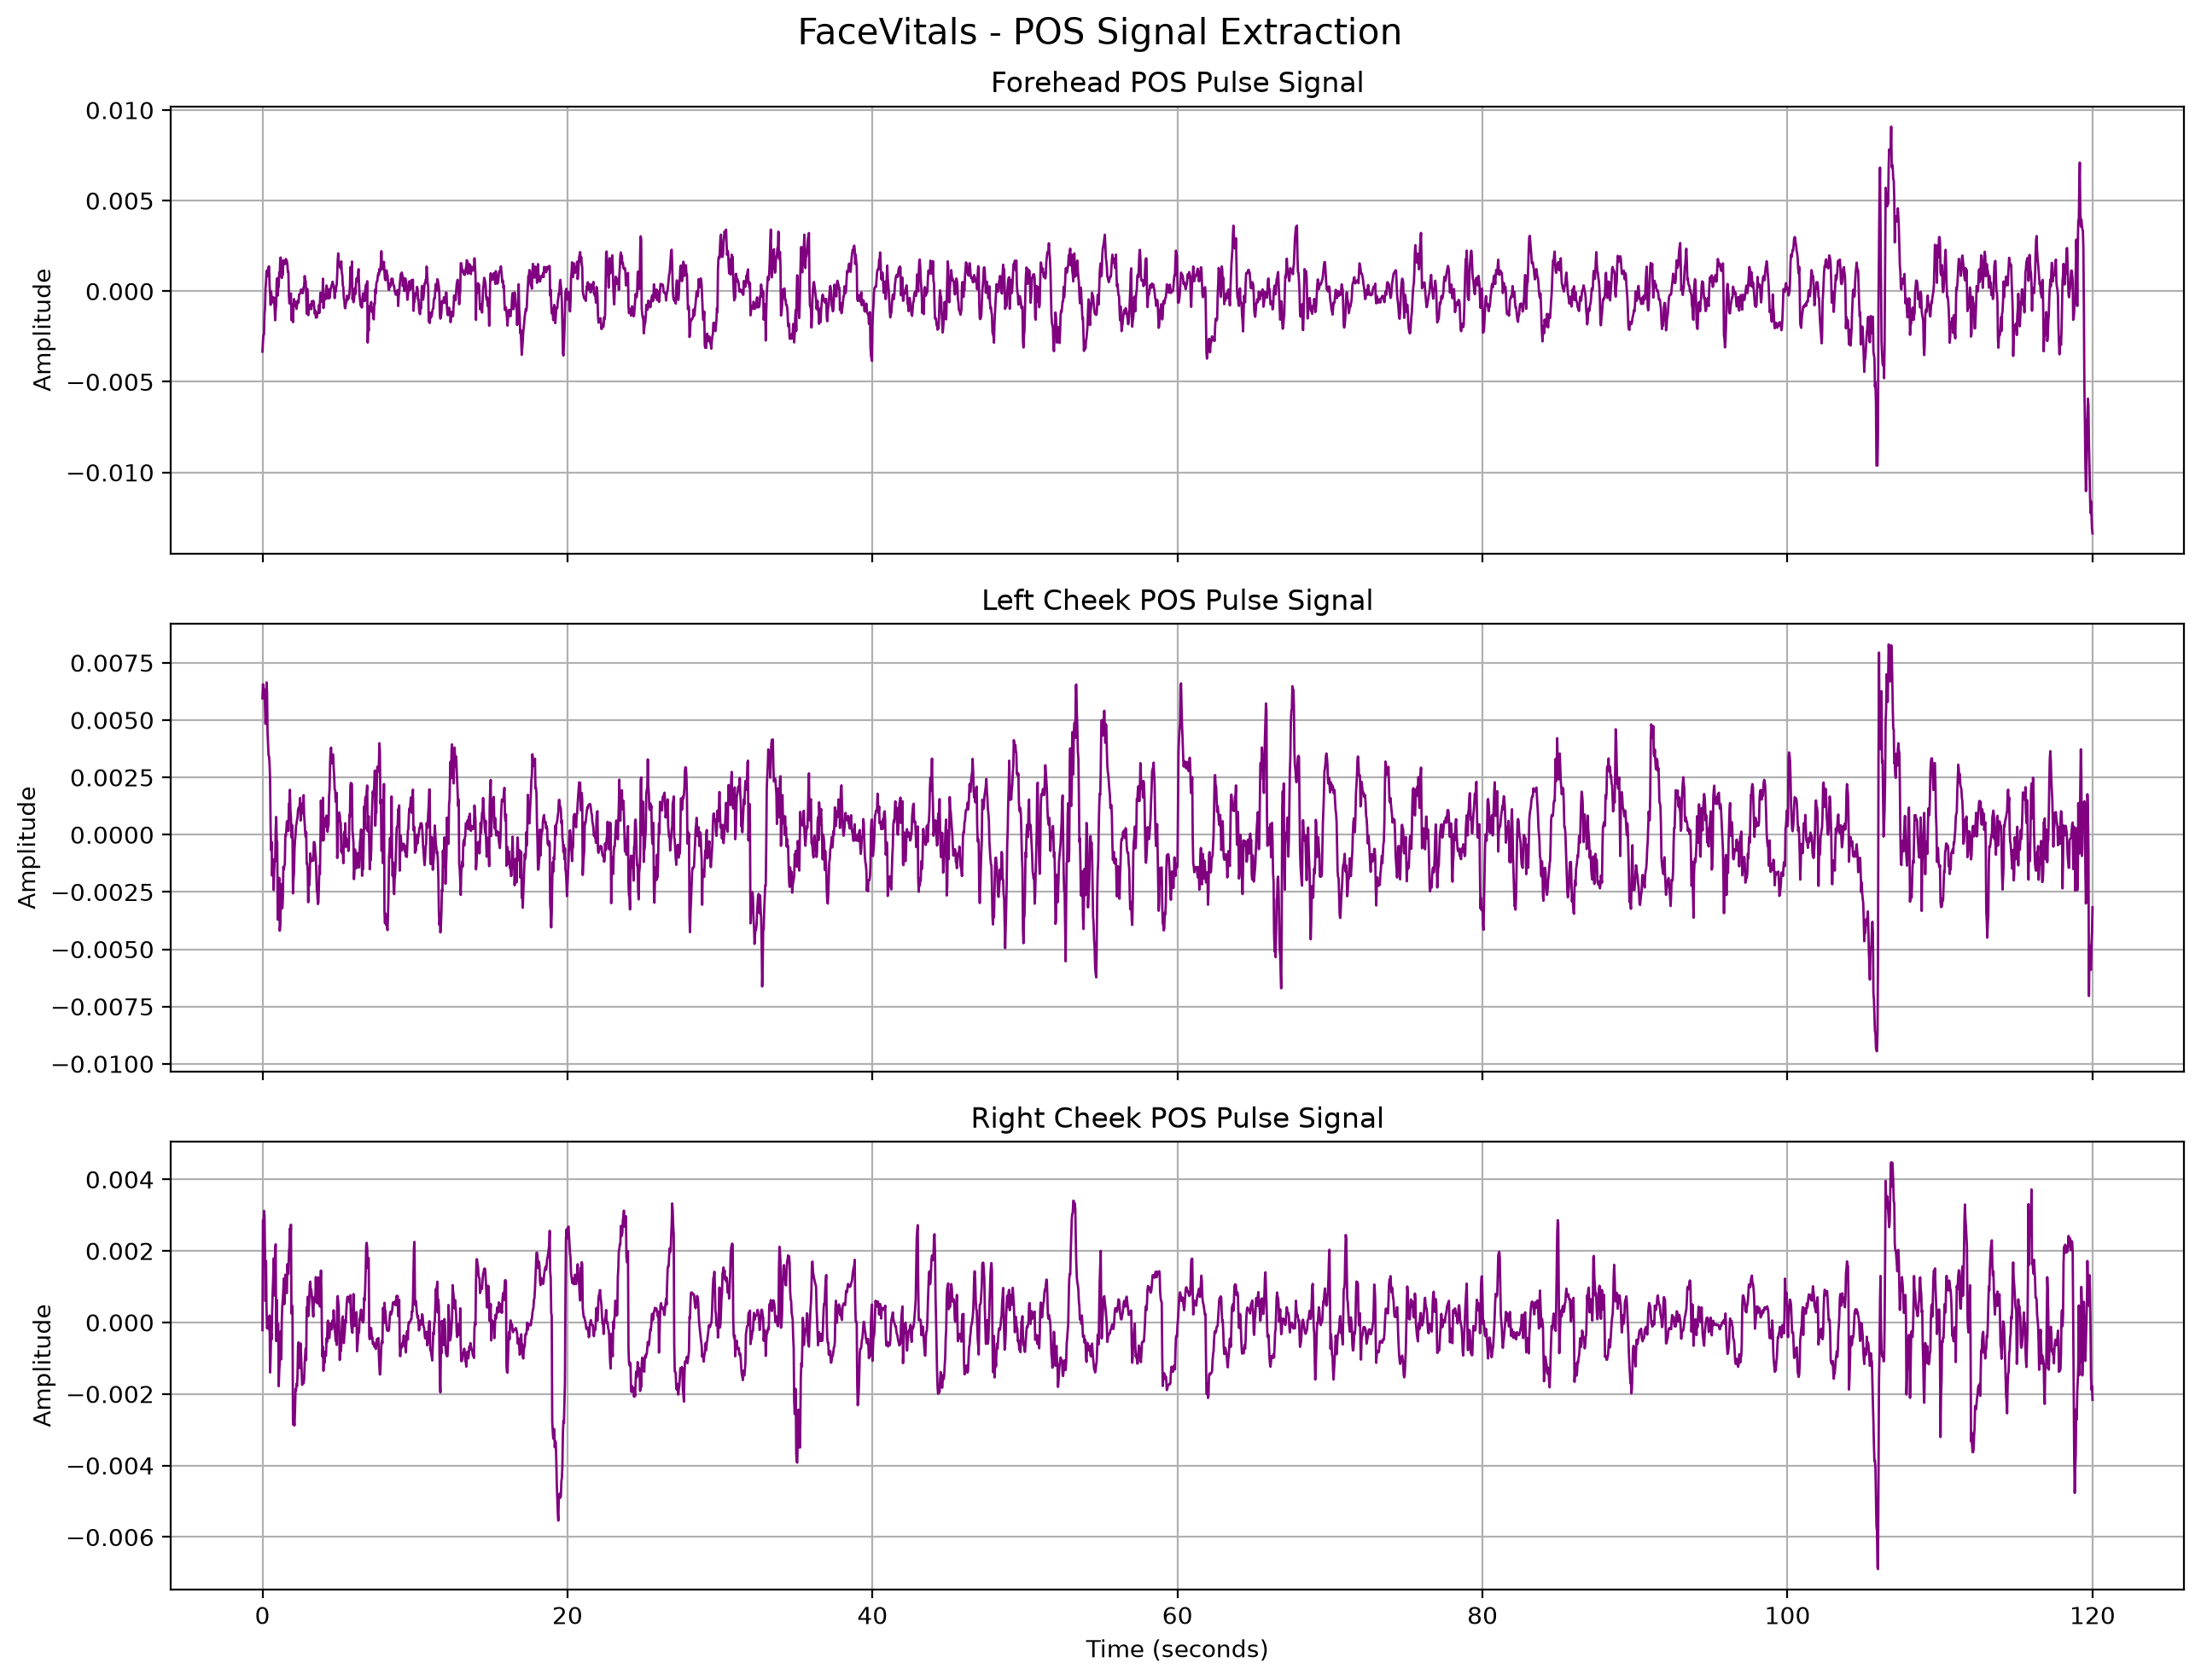 FaceVitals - POS Signal Extraction
Forehead POS Pulse Signal
0.010
0.005
0.000
−0.005
−0.010
Amplitude
Left Cheek POS Pulse Signal
0.0075
0.0050
0.0025
0.0000
−0.0025
−0.0050
−0.0075
−0.0100
Amplitude
Right Cheek POS Pulse Signal
0.004
0.002
0.000
−0.002
−0.004
−0.006
Amplitude
0 20 40 60 80 100 120
Time (seconds)